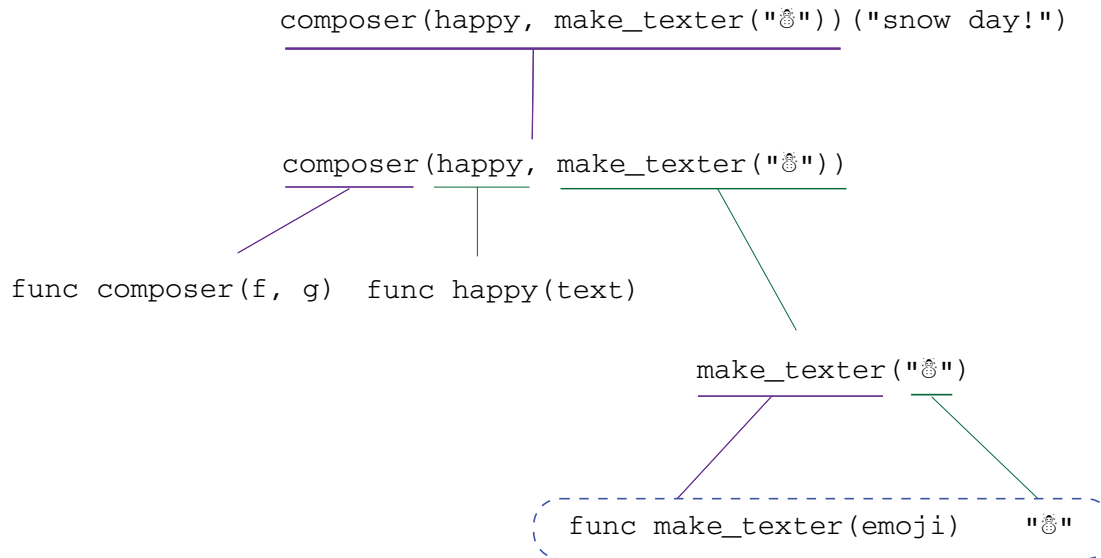 composer(happy, make_texter("☃"))("snow day!")
composer(happy, make_texter("☃"))
func composer(f, g) func happy(text)
make_texter("☃")
func make_texter(emoji) "☃"